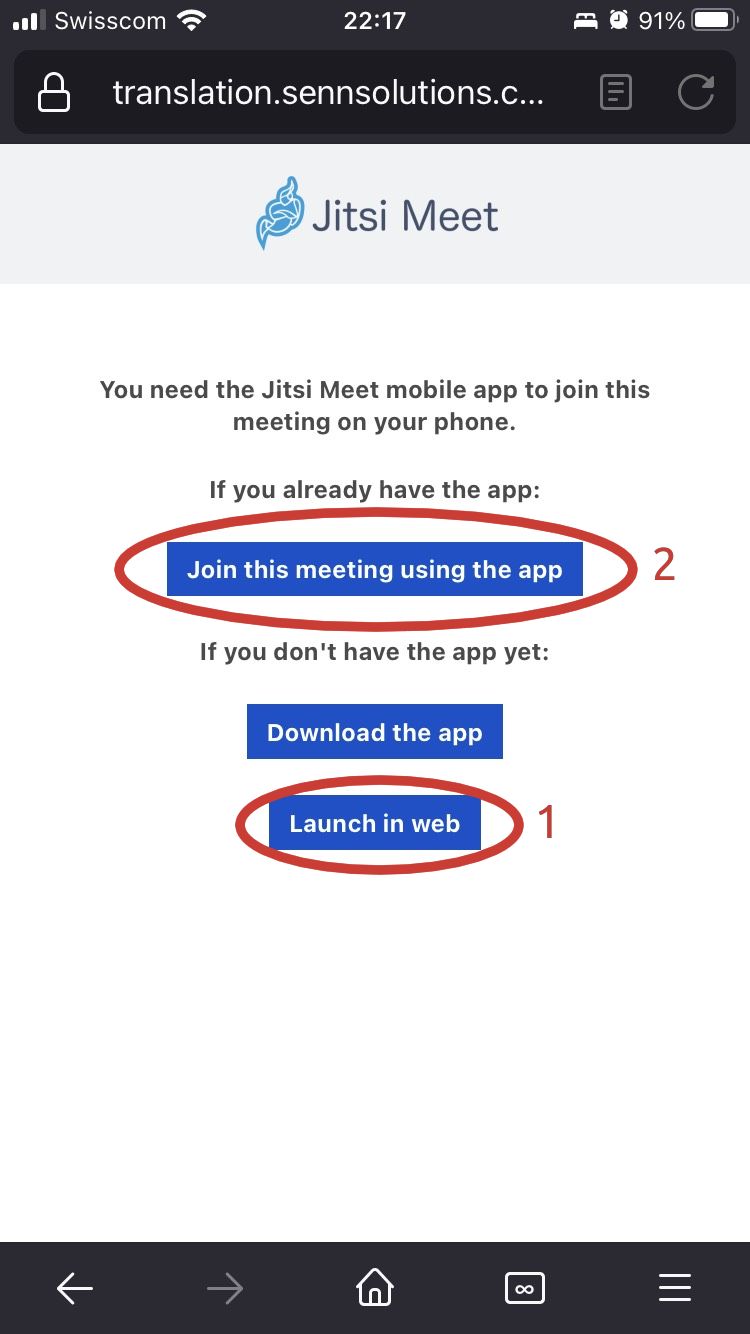 Swisscom 22:17 91%
translation.sennsolutions.c...
Jitsi Meet
You need the Jitsi Meet mobile app to join this
meeting on your phone.
If you already have the app:
Join this meeting using the app 2
If you don't have the app yet:
Download the app
Launch in web 1
∞